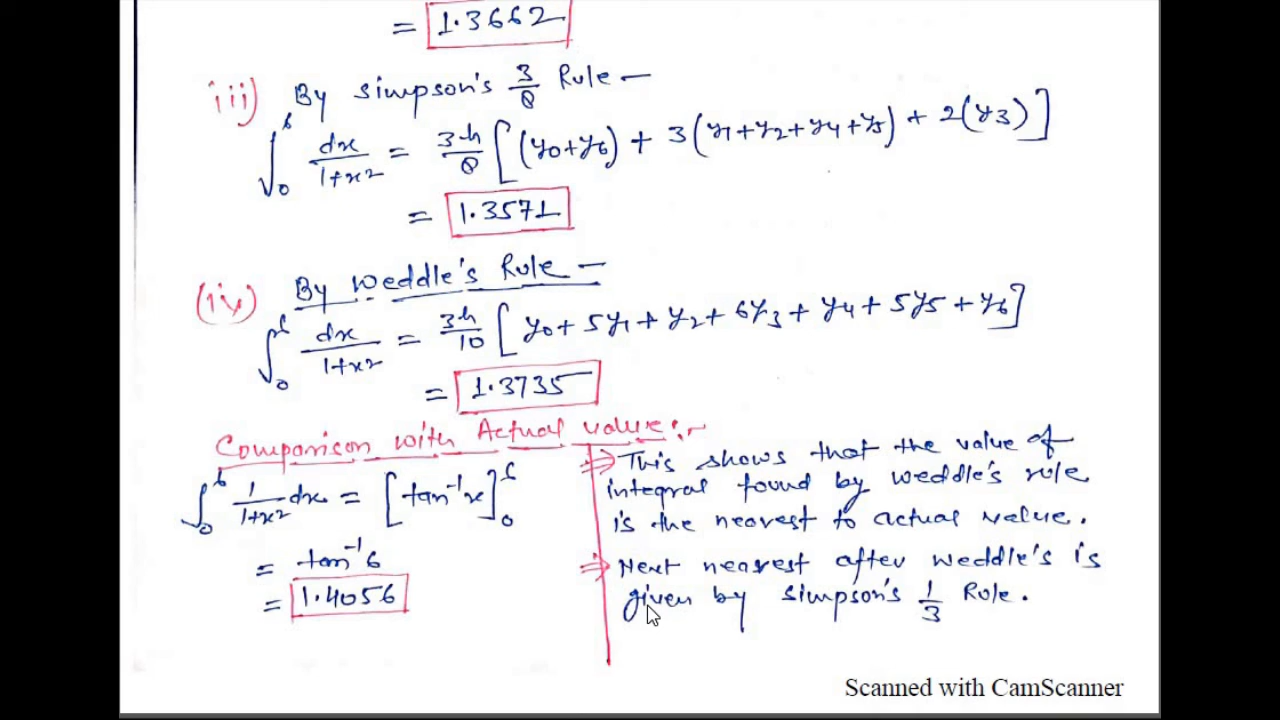 = 1.3662
iii) By Simpson's 3/8 Rule —
∫₀⁶ dx/1+x² = 3h/8 [(y0+y6) + 3(y1+y2+y4+y5) + 2(y3)]
= 1.3571
(iv) By Weddle's Rule —
∫₀⁶ dx/1+x² = 3h/10 [y0+5y1+y2+6y3+y4+5y5+y6]
= 1.3735
Comparison with Actual value:~
∫₀⁶ 1/1+x² dx = [tan⁻¹x]₀⁶
= tan⁻¹6
= 1.4056
⇒ This shows that the value of
integral found by weddle's rule
is the nearest to actual value.
⇒ Next nearest after weddle's is
given by simpson's 1/3 Rule.
Scanned with CamScanner